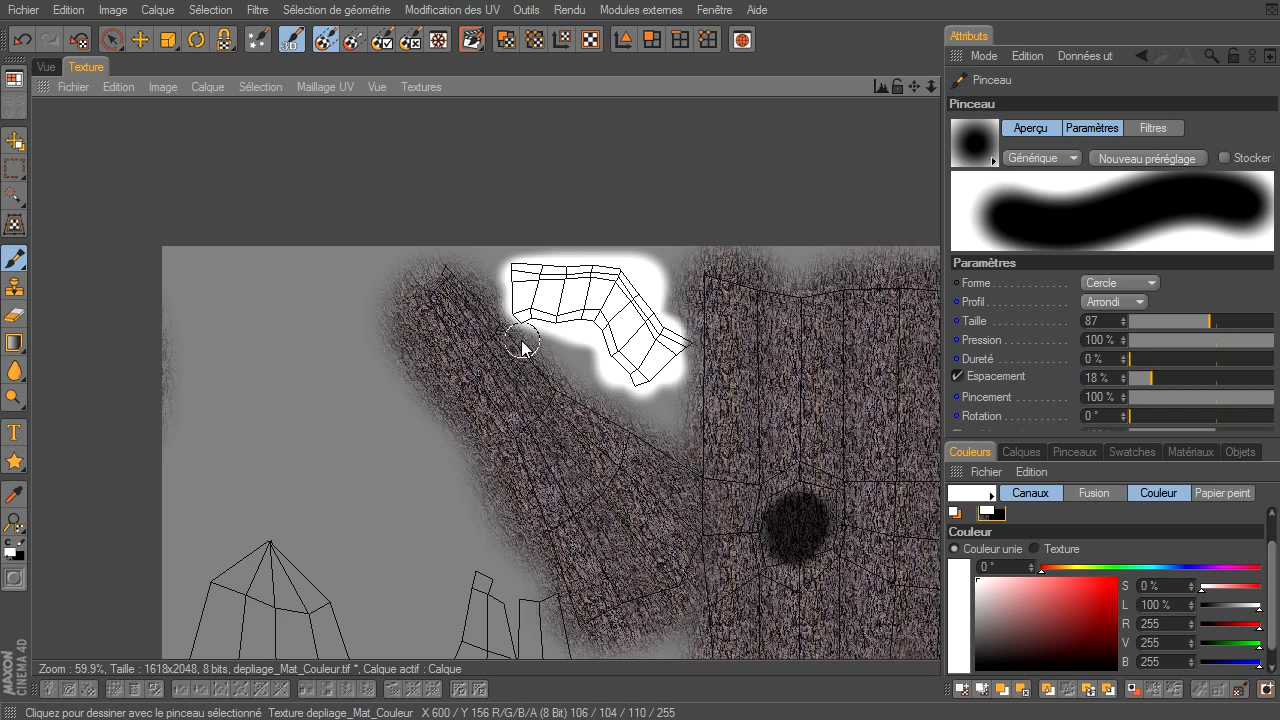 Fichier Edition Image Calque Sélection Filtre Sélection de géométrie Modification des UV Outils Rendu Modules externes Fenêtre Aide
3D
Vue Texture
Fichier Edition Image Calque Sélection Maillage UV Vue Textures
Attributs
Mode Edition Données ut
Pinceau
Pinceau
Aperçu Paramètres Filtres
Générique Nouveau préréglage Stocker
Paramètres
Forme Cercle
Profil Arrondi
Taille 87
Pression 100 %
Dureté 0 %
Espacement 18 %
Pincement 100 %
Rotation 0 °
Couleurs Calques Pinceaux Swatches Matériaux Objets
Fichier Edition
Canaux Fusion Couleur Papier peint
Couleur
Couleur unie Texture
0 °
S 0 %
L 100 %
R 255
V 255
B 255
Zoom : 59.9%, Taille : 1618x2048, 8 bits, depliage_Mat_Couleur.tif *, Calque actif : Calque
MAXON
CINEMA 4D
Cliquez pour dessiner avec le pinceau sélectionné Texture depliage_Mat_Couleur X 600 / Y 156 R/G/B/A (8 Bit) 106 / 104 / 110 / 255